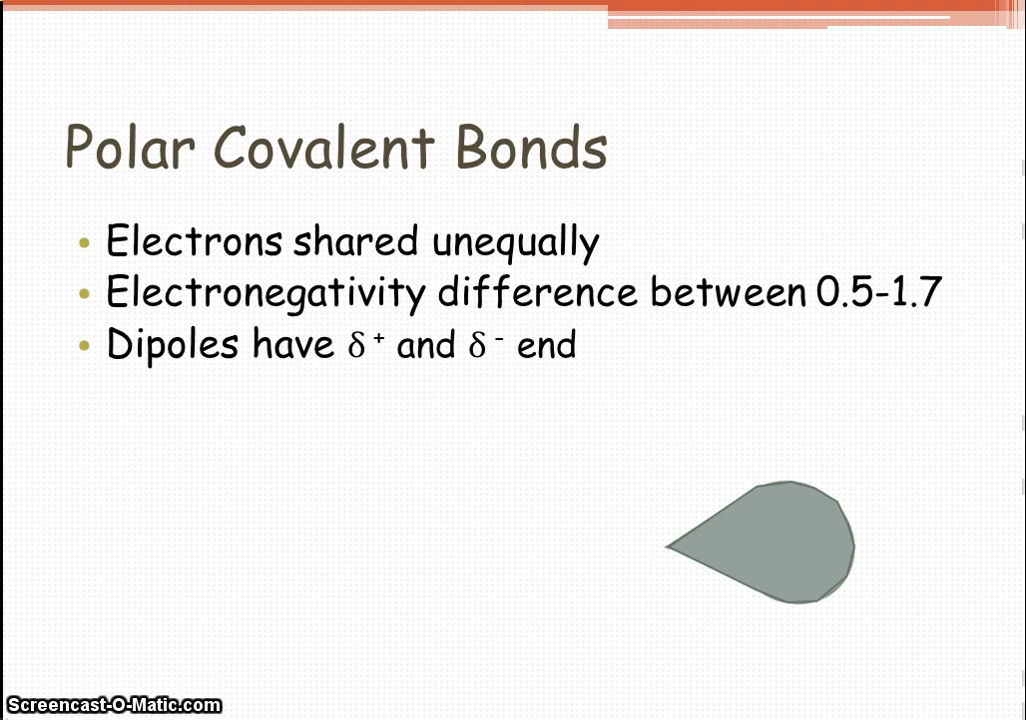 Polar Covalent Bonds
• Electrons shared unequally
• Electronegativity difference between 0.5-1.7
• Dipoles have δ⁺ and δ⁻ end
Screencast-O-Matic.com